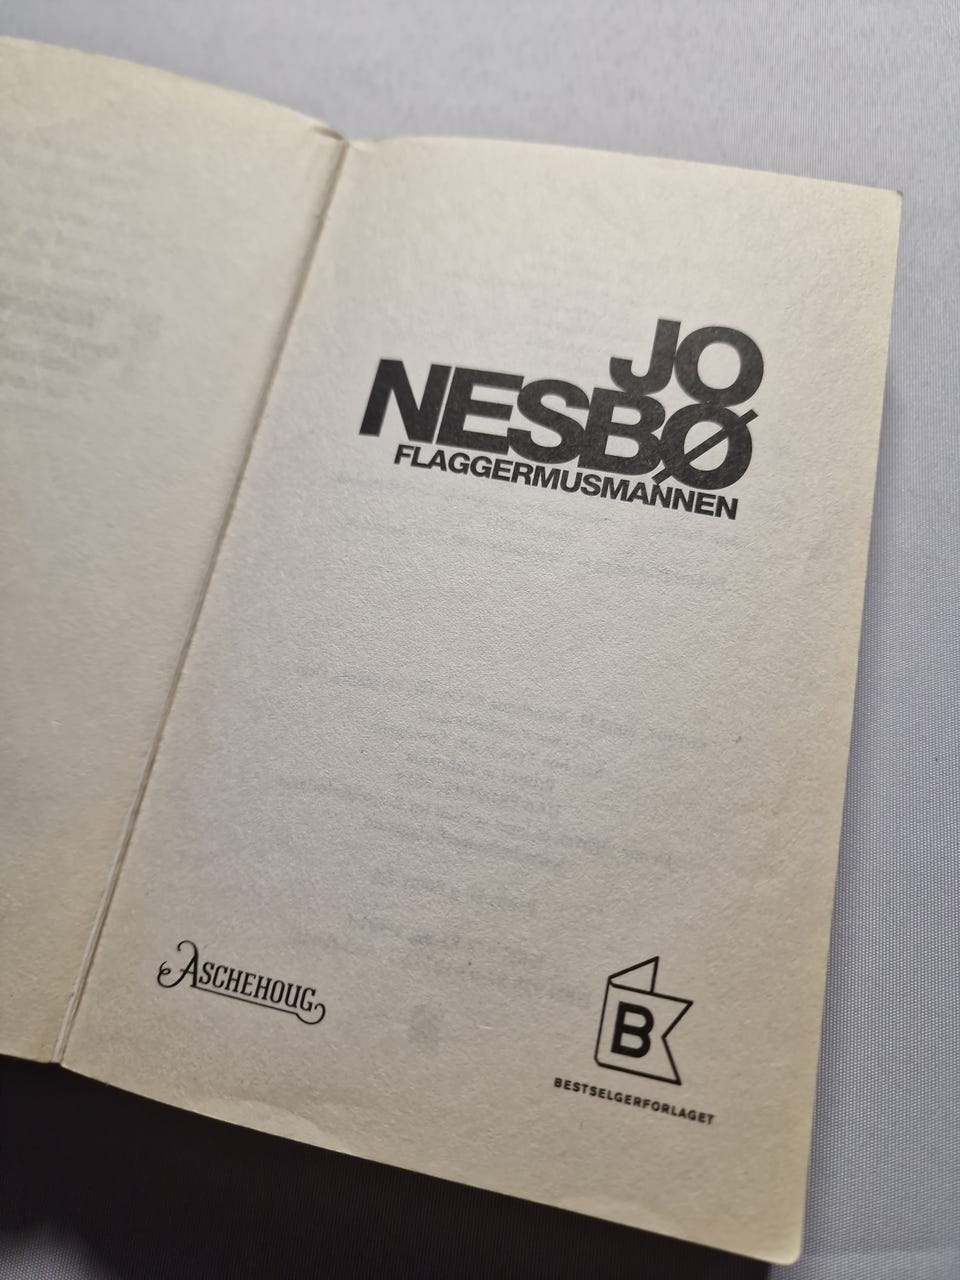 JO
NESBØ
FLAGGERMUSMANNEN
ASCHEHOUG
B
BESTSELGERFORLAGET